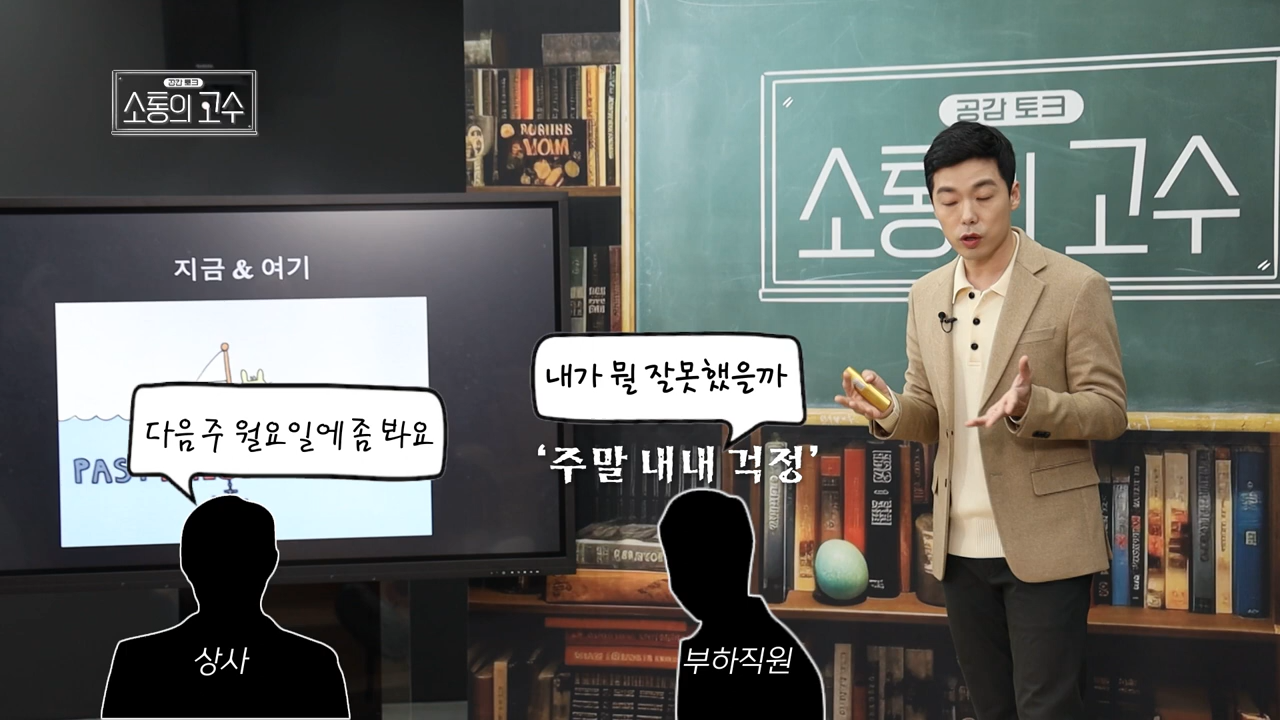 공감 토크
소통의 고수
공감 토크
소통의 고수
지금 & 여기
내가 뭘 잘못했을까
다음 주 월요일에 좀 봐요
'주말 내내 걱정'
PAS
상사
부하직원